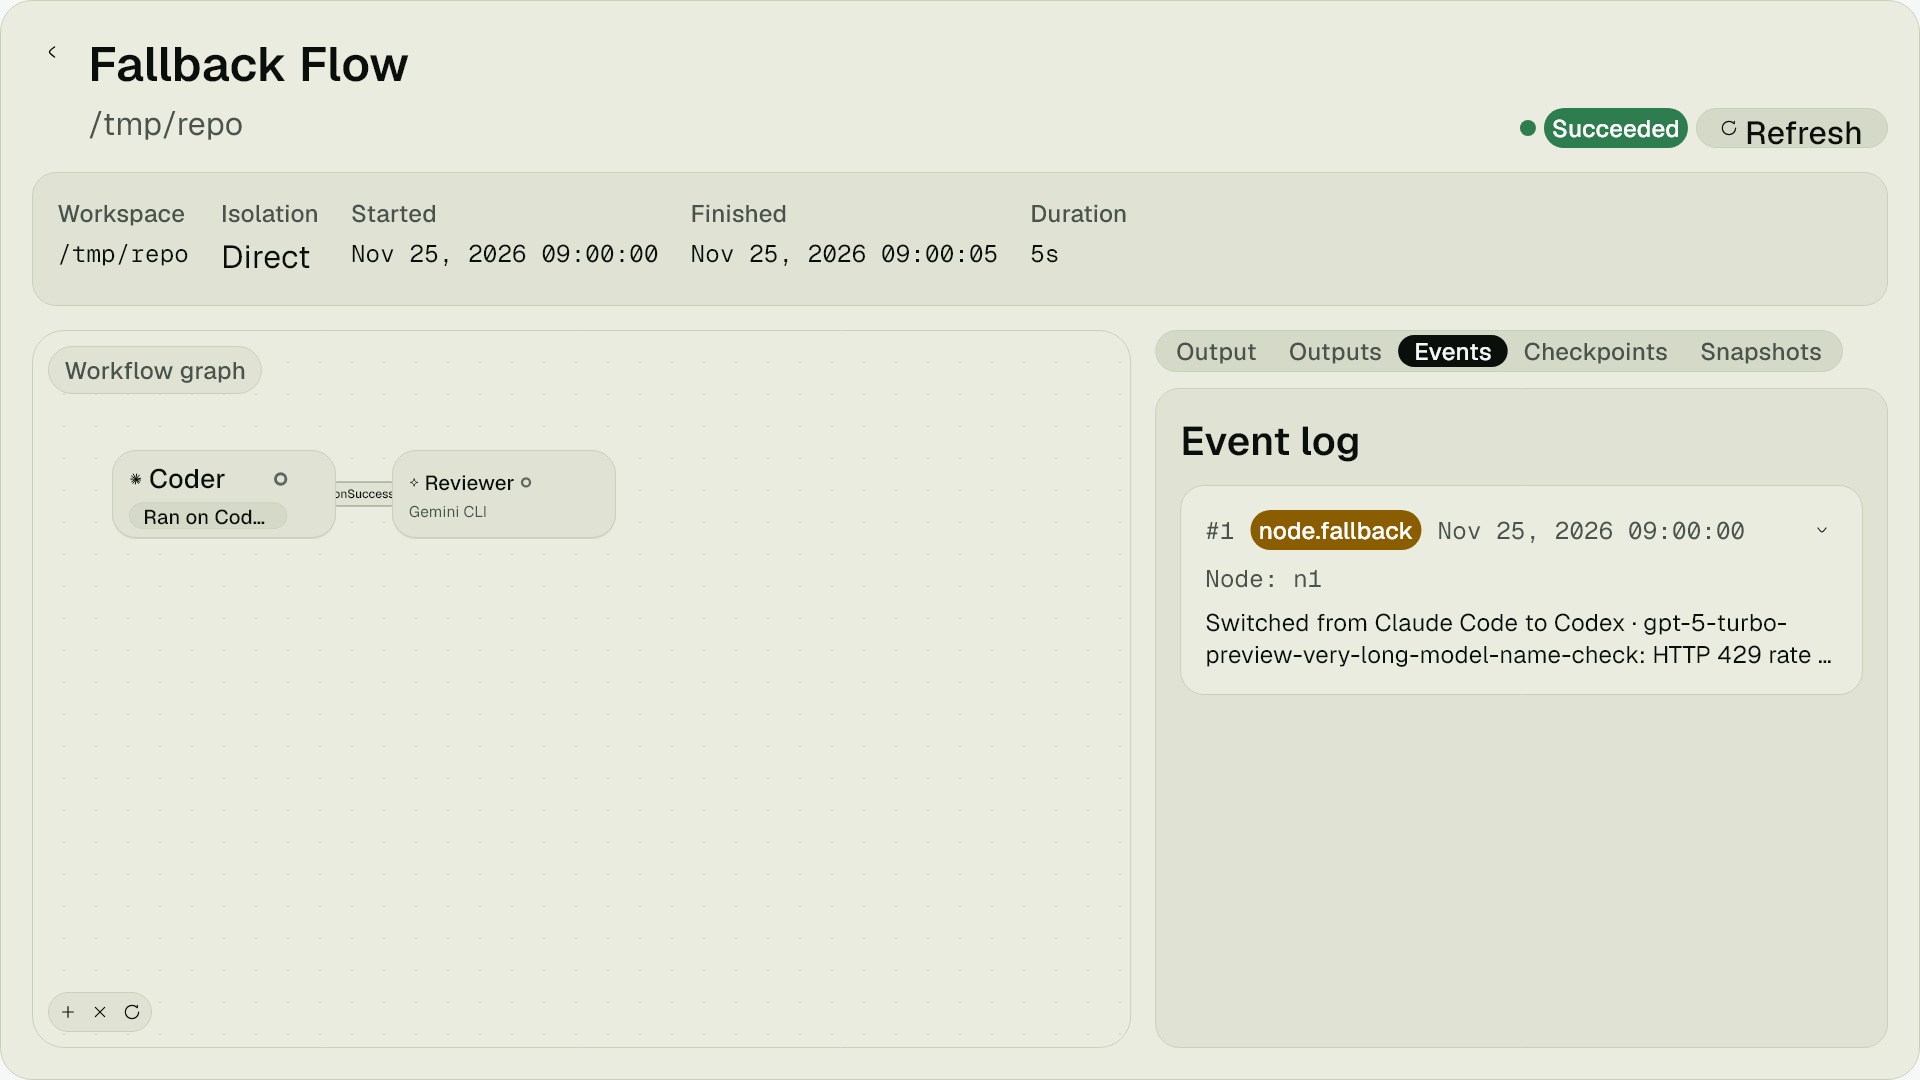 Fallback Flow
/tmp/repo
Succeeded
Refresh
Workspace Isolation Started Finished Duration
/tmp/repo Direct Nov 25, 2026 09:00:00 Nov 25, 2026 09:00:05 5s
Workflow graph
Output Outputs Events Checkpoints Snapshots
Event log
Coder
Ran on Cod…
onSuccess
Reviewer
Gemini CLI
#1 node.fallback Nov 25, 2026 09:00:00
Node: n1
Switched from Claude Code to Codex · gpt-5-turbo-
preview-very-long-model-name-check: HTTP 429 rate …